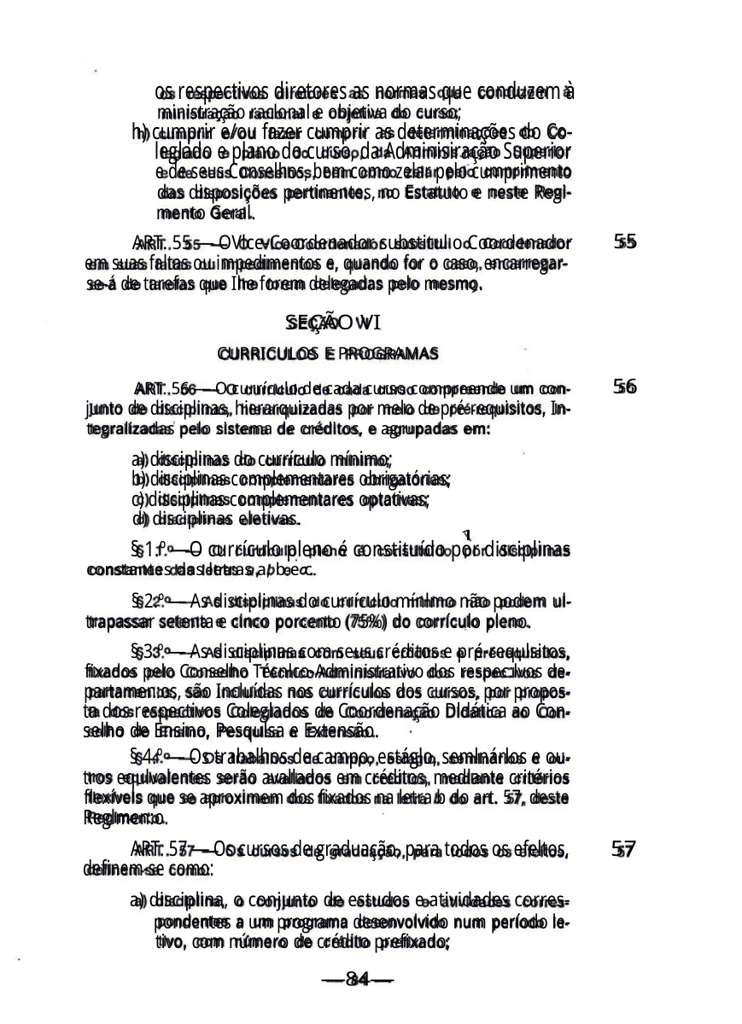 os respectivos diretores as normas que conduzem à
ministração racional e objetiva do curso;
h) cumprir e/ou fazer cumprir as determinações do Co-
legiado e plano do curso, da Adminisiração Superior
e de seus Conselhos, bem como zelar pelo cumprimento
das disposições pertinentes, no Estatuto e neste Regi-
mento Geral.
ART. 55 — O Vice-Coordenador substitui o Coordenador 55
em suas faltas ou impedimentos e, quando for o caso, encarregar-
se-á de tarefas que lhe forem delegadas pelo mesmo.
SEÇÃO VI
CURRICULOS E PROGRAMAS
ART. 56 — O currículo de cada curso compreende um con- 56
junto de disciplinas, hierarquizadas por meio de pré-requisitos, In-
tegralizadas pelo sistema de créditos, e agrupadas em:
a) disciplinas do currículo mínimo;
b) disciplinas complementares obrigatórias;
c) disciplinas complementares optativas;
d) disciplinas eletivas.
§ 1.º — O currículo pleno é constituído por disciplinas
constantes das letras a, b e c.
§ 2.º — As disciplinas do currículo mínimo não podem ul-
trapassar setenta e cinco porcento (75%) do corrículo pleno.
§ 3.º — As disciplinas com seus créditos e pré-requisitos,
fixados pelo Conselho Técnico-Administrativo dos respectivos de-
partamentos, são Incluídas nos currículos dos cursos, por propos-
ta dos respectivos Colegiados de Coordenação Didática ao Con-
selho de Ensino, Pesquisa e Extensão.
§ 4.º — Os trabalhos de campo, estágio, seminários e ou-
tros equivalentes serão avaliados em créditos, mediante critérios
flexíveis que se aproximem dos fixados na letra b do art. 57, deste
Regimento.
ART. 57 — Os cursos de graduação, para todos os efeitos, 57
definem-se como:
a) disciplina, o conjunto de estudos e atividades corres-
pondentes a um programa desenvolvido num período le-
tivo, com número de crédito prefixado;
— 84 —